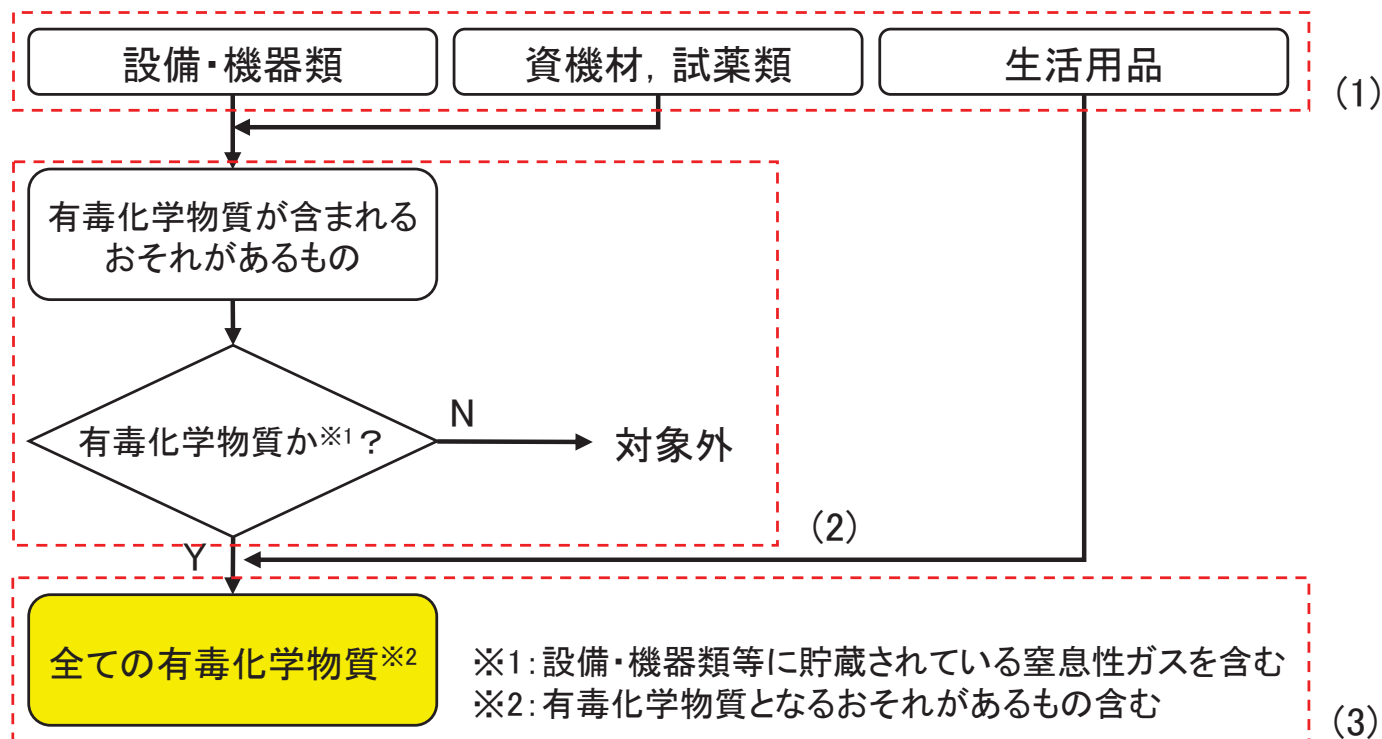 設備・機器類
資機材，試薬類
生活用品
(1)
有毒化学物質が含まれる
おそれがあるもの
有毒化学物質か※1？
N
対象外
(2)
Y
全ての有毒化学物質※2
※1：設備・機器類等に貯蔵されている窒息性ガスを含む
※2：有毒化学物質となるおそれがあるもの含む
(3)